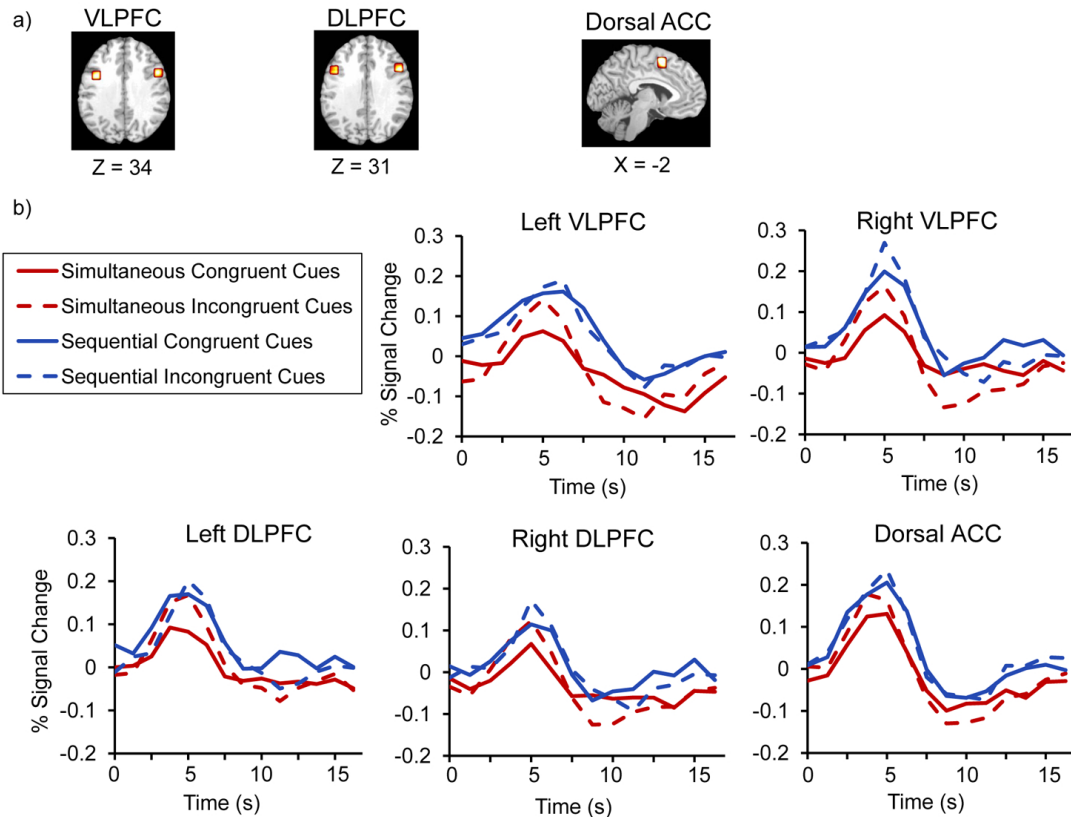 a)
VLPFC
DLPFC
Dorsal ACC
Z = 34
Z = 31
X = -2
b)
Simultaneous Congruent Cues
Simultaneous Incongruent Cues
Sequential Congruent Cues
Sequential Incongruent Cues
Left VLPFC
% Signal Change
0.3
0.2
0.1
0
-0.1
-0.2
0 5 10 15
Time (s)
Right VLPFC
0.3
0.2
0.1
0
-0.1
-0.2
0 5 10 15
Time (s)
Left DLPFC
% Signal Change
0.3
0.2
0.1
0
-0.1
-0.2
0 5 10 15
Time (s)
Right DLPFC
0.3
0.2
0.1
0
-0.1
-0.2
0 5 10 15
Time (s)
Dorsal ACC
0.3
0.2
0.1
0
-0.1
-0.2
0 5 10 15
Time (s)